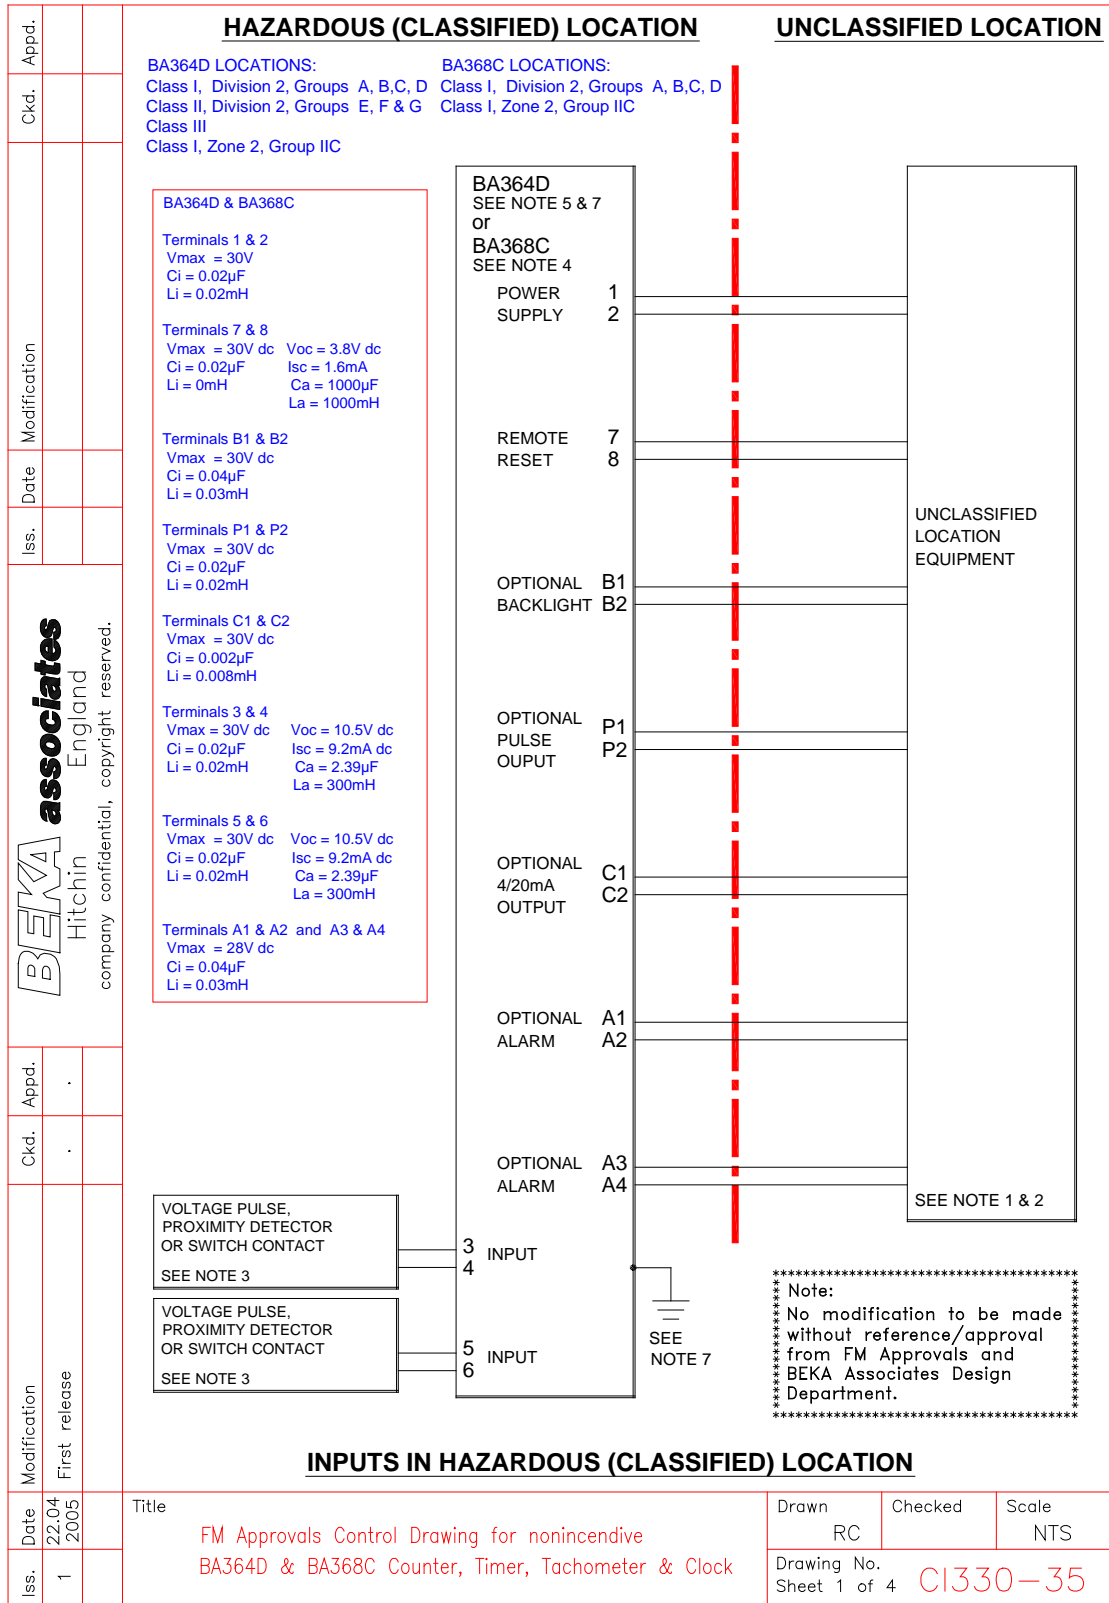 HAZARDOUS (CLASSIFIED) LOCATION
UNCLASSIFIED LOCATION
BA364D LOCATIONS:
Class I, Division 2, Groups A, B,C, D
Class II, Division 2, Groups E, F & G
Class III
Class I, Zone 2, Group IIC
BA368C LOCATIONS:
Class I, Division 2, Groups A, B,C, D
Class I, Zone 2, Group IIC
BA364D & BA368C
Terminals 1 & 2
Vmax = 30V
Ci = 0.02µF
Li = 0.02mH
Terminals 7 & 8
Vmax = 30V dc Voc = 3.8V dc
Ci = 0.02µF Isc = 1.6mA
Li = 0mH Ca = 1000µF
La = 1000mH
Terminals B1 & B2
Vmax = 30V dc
Ci = 0.04µF
Li = 0.03mH
Terminals P1 & P2
Vmax = 30V dc
Ci = 0.02µF
Li = 0.02mH
Terminals C1 & C2
Vmax = 30V dc
Ci = 0.002µF
Li = 0.008mH
Terminals 3 & 4
Vmax = 30V dc Voc = 10.5V dc
Ci = 0.02µF Isc = 9.2mA dc
Li = 0.02mH Ca = 2.39µF
La = 300mH
Terminals 5 & 6
Vmax = 30V dc Voc = 10.5V dc
Ci = 0.02µF Isc = 9.2mA dc
Li = 0.02mH Ca = 2.39µF
La = 300mH
Terminals A1 & A2 and A3 & A4
Vmax = 28V dc
Ci = 0.04µF
Li = 0.03mH
BA364D
SEE NOTE 5 & 7
or
BA368C
SEE NOTE 4
POWER 1
SUPPLY 2
REMOTE 7
RESET 8
OPTIONAL B1
BACKLIGHT B2
OPTIONAL P1
PULSE
OUPUT P2
OPTIONAL C1
4/20mA
OUTPUT C2
OPTIONAL A1
ALARM A2
OPTIONAL A3
ALARM A4
UNCLASSIFIED
LOCATION
EQUIPMENT
SEE NOTE 1 & 2
VOLTAGE PULSE,
PROXIMITY DETECTOR
OR SWITCH CONTACT
SEE NOTE 3
3 INPUT
4
VOLTAGE PULSE,
PROXIMITY DETECTOR
OR SWITCH CONTACT
SEE NOTE 3
5 INPUT
6
SEE
NOTE 7
Note:
No modification to be made
without reference/approval
from FM Approvals and
BEKA Associates Design
Department.
INPUTS IN HAZARDOUS (CLASSIFIED) LOCATION
Title
FM Approvals Control Drawing for nonincendive
BA364D & BA368C Counter, Timer, Tachometer & Clock
Drawn
RC
Checked
Scale
NTS
Drawing No.
Sheet 1 of 4
CI330-35
Iss. Date Modification Ckd. Appd.
1 22.04 2005 First release . .
BEKA associates
Hitchin England
company confidential, copyright reserved.
Iss. Date Modification Ckd. Appd.